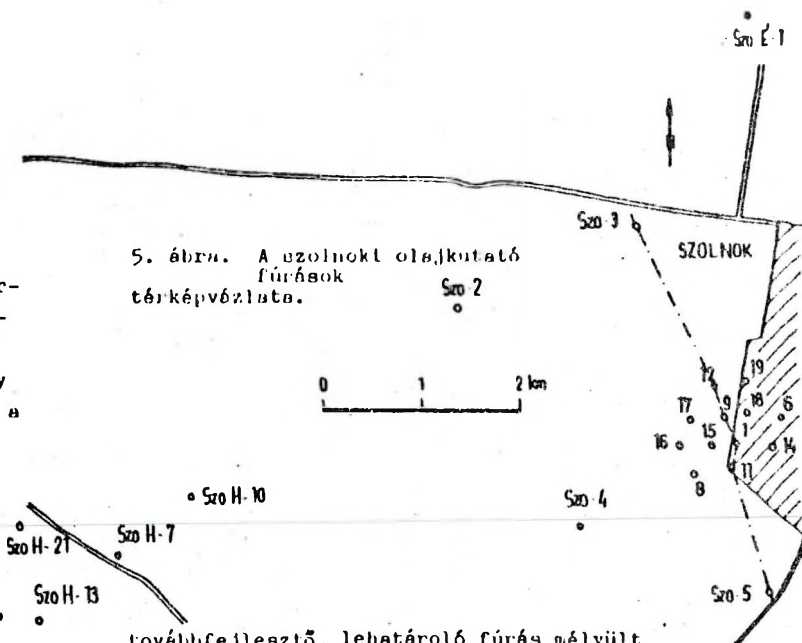 Szo É-1
Szo-3
SZOLNOK
5. ábra. A szolnoki olajkutató
fúrások
térképvázlata.
Szo-2
0 1 2 km
12
19
9
18
6
17
1
16
15
14
11
8
Szo H-10
Szo-4
Szo H-21
Szo H-7
Szo-5
Szo H-13
továbbfejlesztő, lehatároló fúrás mélyült